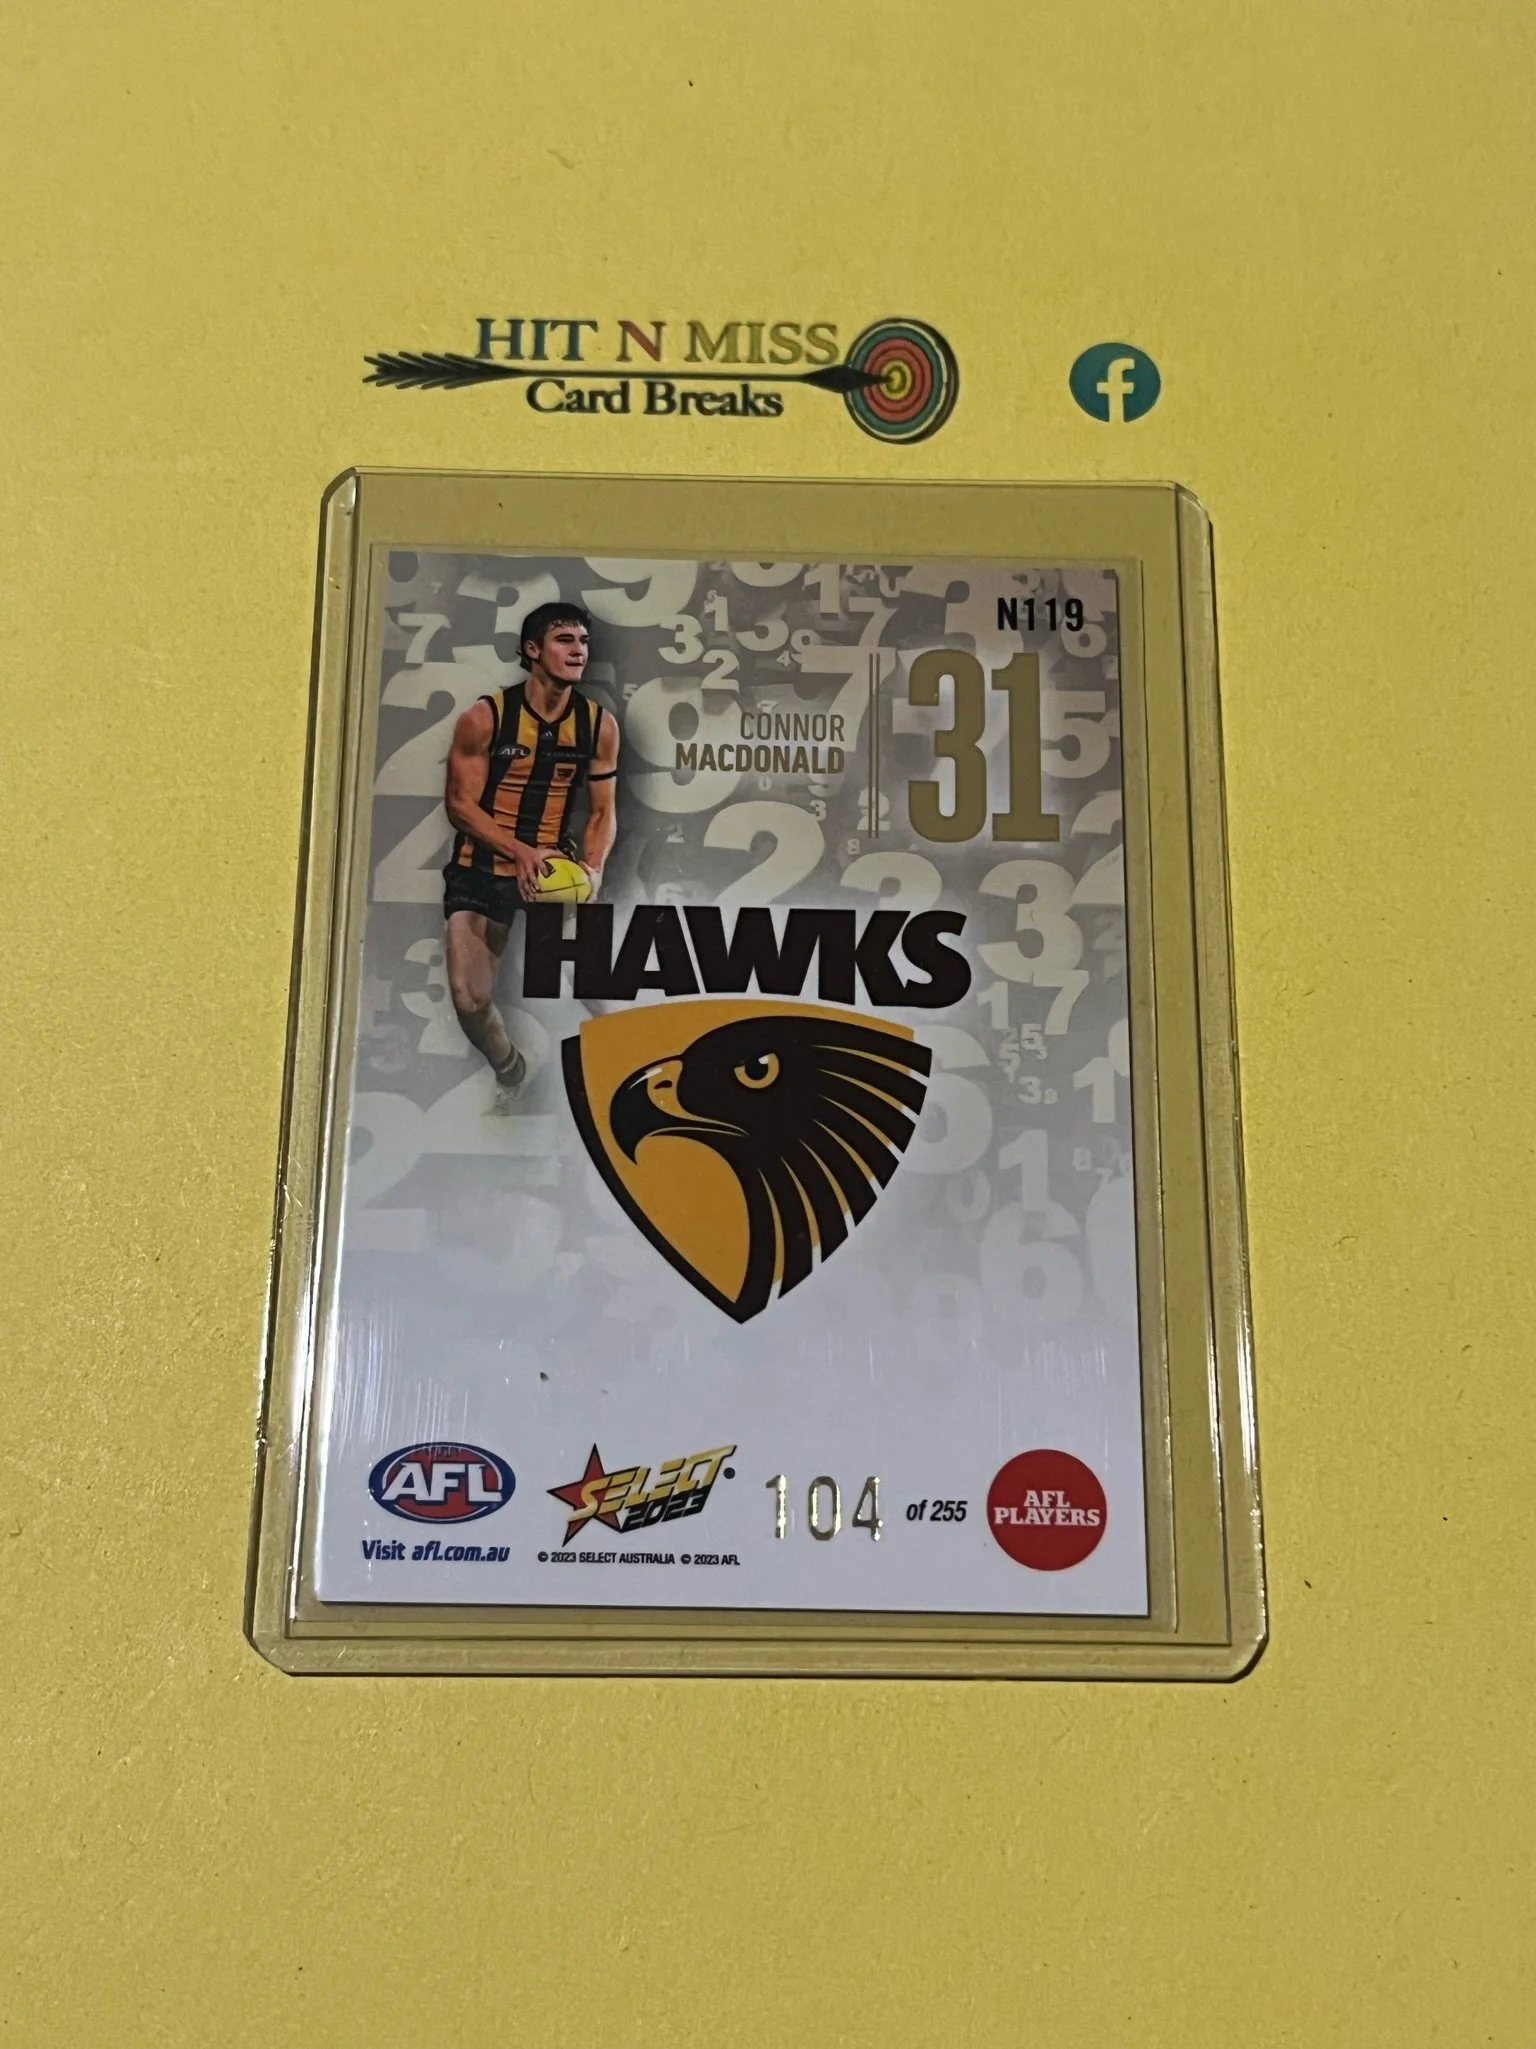 HIT N MISS
Card Breaks
f
N119
CONNOR
MACDONALD
31
AFL
HAWKS
AFL
Visit afl.com.au
SELECT
2023
© 2023 SELECT AUSTRALIA © 2023 AFL
104 of 255
AFL
PLAYERS